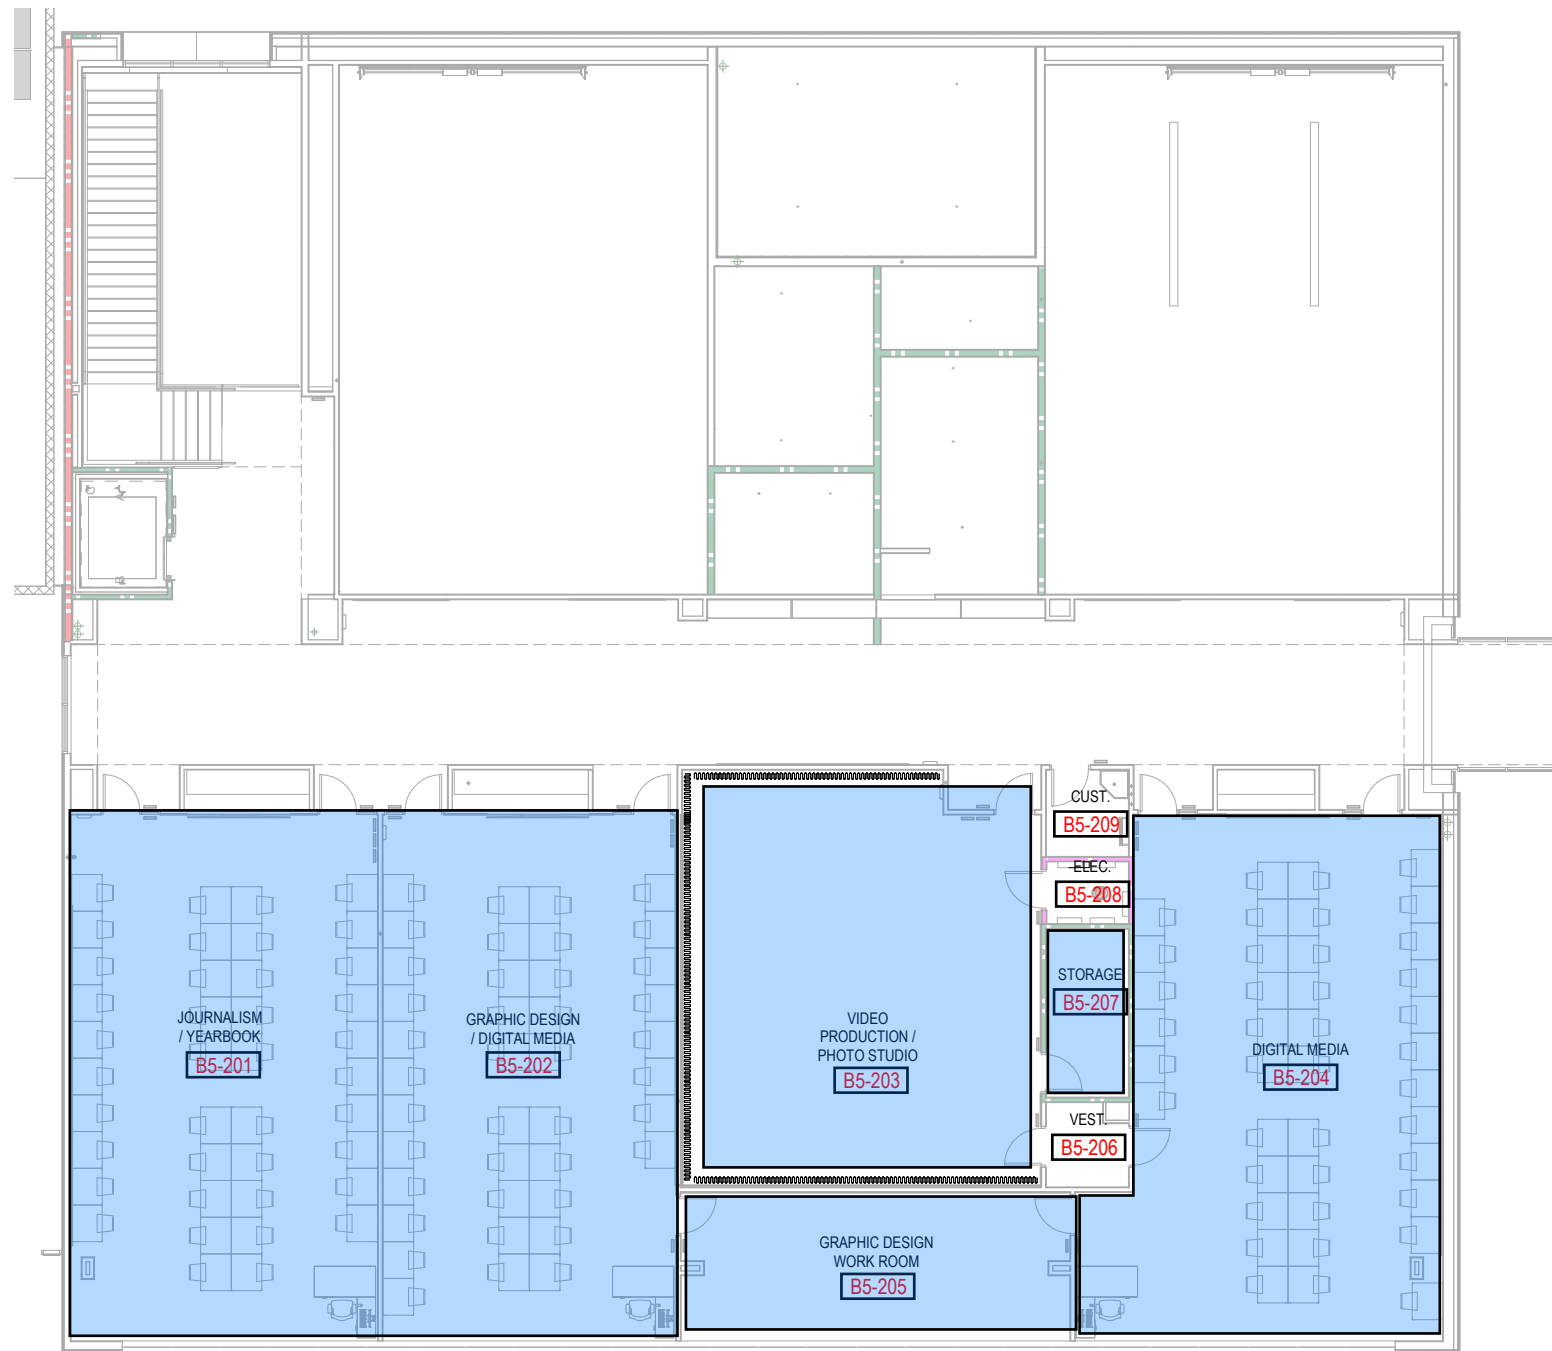 CUST.
B5-209
ELEC.
B5-208
STORAGE
B5-207
JOURNALISM
/ YEARBOOK
B5-201
GRAPHIC DESIGN
/ DIGITAL MEDIA
B5-202
VIDEO
PRODUCTION /
PHOTO STUDIO
B5-203
DIGITAL MEDIA
B5-204
VEST.
B5-206
GRAPHIC DESIGN
WORK ROOM
B5-205